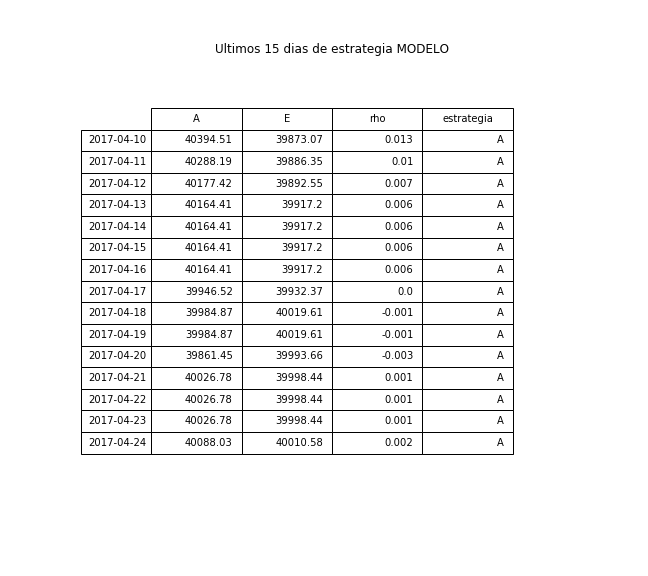 Ultimos 15 dias de estrategia MODELO
A E rho estrategia
2017-04-10 40394.51 39873.07 0.013 A
2017-04-11 40288.19 39886.35 0.01 A
2017-04-12 40177.42 39892.55 0.007 A
2017-04-13 40164.41 39917.2 0.006 A
2017-04-14 40164.41 39917.2 0.006 A
2017-04-15 40164.41 39917.2 0.006 A
2017-04-16 40164.41 39917.2 0.006 A
2017-04-17 39946.52 39932.37 0.0 A
2017-04-18 39984.87 40019.61 -0.001 A
2017-04-19 39984.87 40019.61 -0.001 A
2017-04-20 39861.45 39993.66 -0.003 A
2017-04-21 40026.78 39998.44 0.001 A
2017-04-22 40026.78 39998.44 0.001 A
2017-04-23 40026.78 39998.44 0.001 A
2017-04-24 40088.03 40010.58 0.002 A